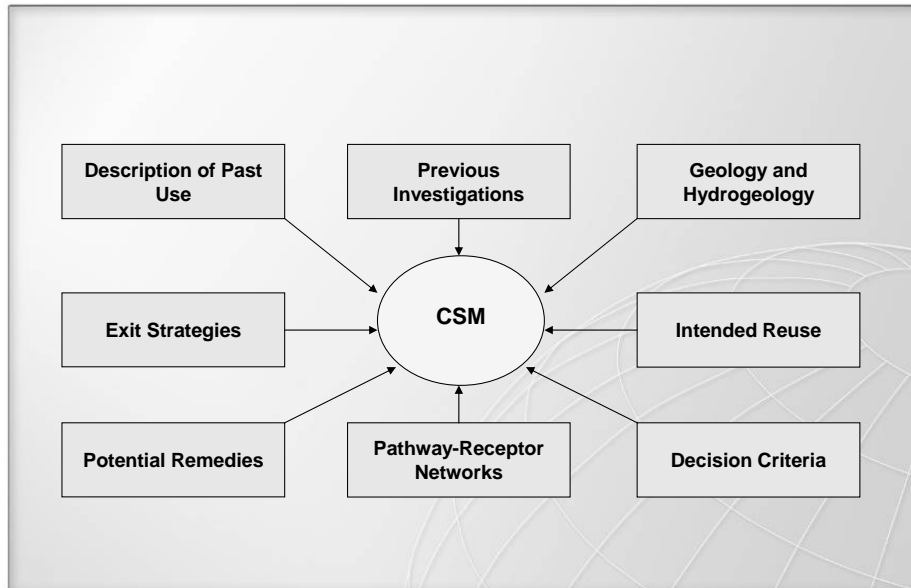 Description of Past
Use
Previous
Investigations
Geology and
Hydrogeology
Exit Strategies
CSM
Intended Reuse
Potential Remedies
Pathway-Receptor
Networks
Decision Criteria